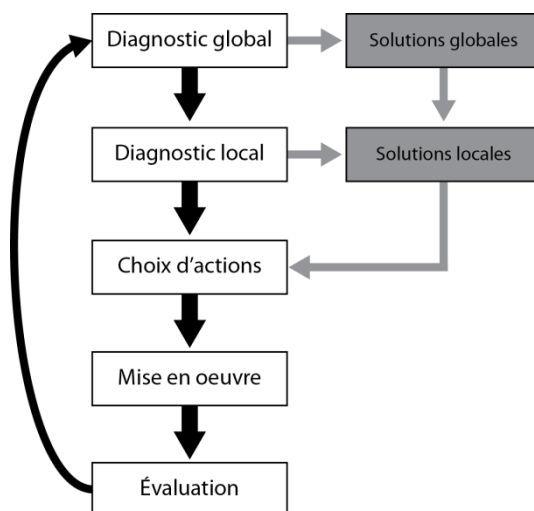 Diagnostic global
Solutions globales
Diagnostic local
Solutions locales
Choix d'actions
Mise en oeuvre
Évaluation